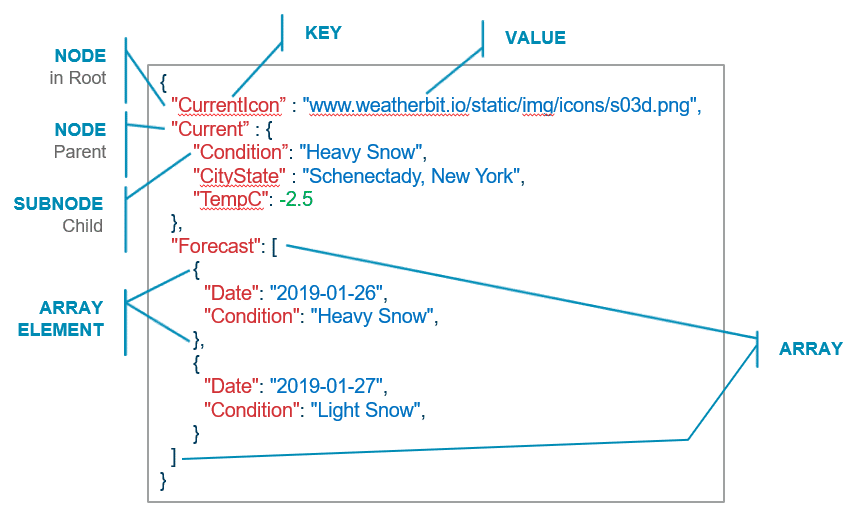 KEY
VALUE
NODE
in Root
NODE
Parent
SUBNODE
Child
ARRAY
ELEMENT
ARRAY
{
"CurrentIcon” : "www.weatherbit.io/static/img/icons/s03d.png",
"Current” : {
"Condition”: "Heavy Snow",
"CityState" : "Schenectady, New York",
"TempC": -2.5
},
"Forecast": [
{
"Date": "2019-01-26",
"Condition": "Heavy Snow",
},
{
"Date": "2019-01-27",
"Condition": "Light Snow",
}
]
}